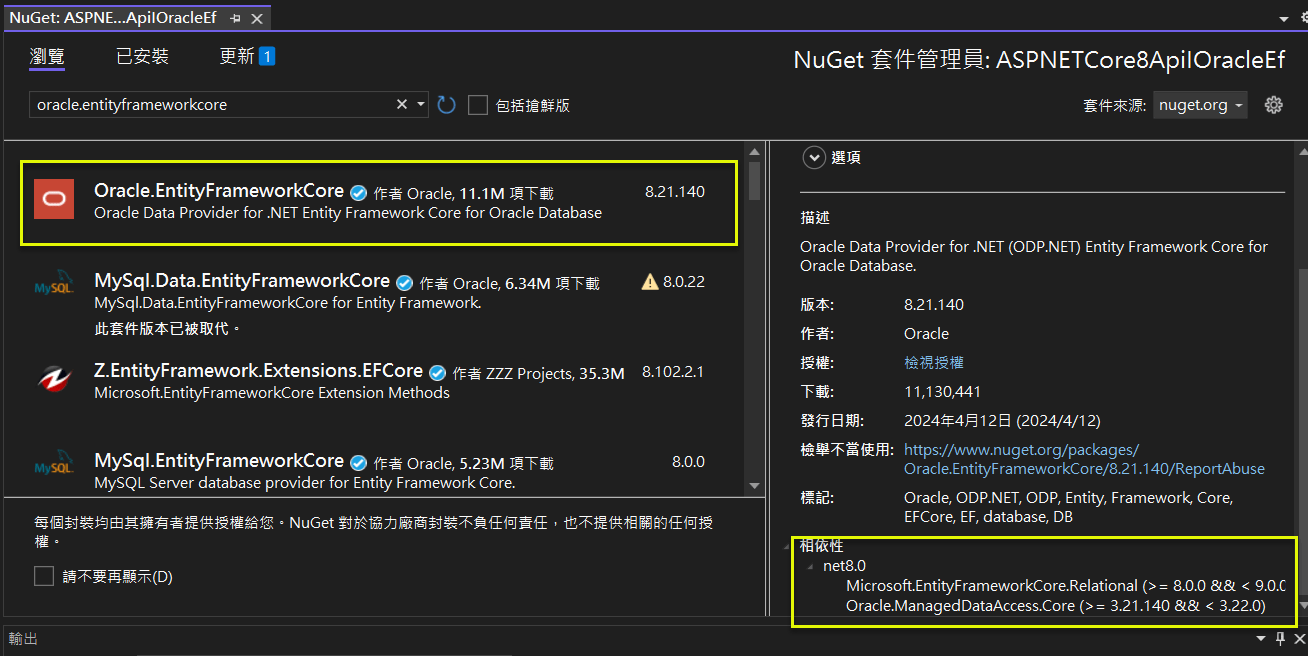 NuGet: ASPNE...ApiIOracleEf
瀏覽 已安裝 更新 1
NuGet 套件管理員: ASPNETCore8ApiIOracleEf
oracle.entityframeworkcore
包括搶鮮版
套件來源: nuget.org
Oracle.EntityFrameworkCore 作者 Oracle, 11.1M 項下載 8.21.140
Oracle Data Provider for .NET Entity Framework Core for Oracle Database
MySQL
MySql.Data.EntityFrameworkCore 作者 Oracle, 6.34M 項下載 8.0.22
MySql.Data.EntityFrameworkCore for Entity Framework.
此套件版本已被取代。
Z.EntityFramework.Extensions.EFCore 作者 ZZZ Projects, 35.3M 8.102.2.1
Microsoft.EntityFrameworkCore Extension Methods
MySQL
MySql.EntityFrameworkCore 作者 Oracle, 5.23M 項下載 8.0.0
MySQL Server database provider for Entity Framework Core.
每個封裝均由其擁有者提供授權給您。NuGet 對於協力廠商封裝不負任何責任，也不提供相關的任何授
權。
請不要再顯示(D)
選項
描述
Oracle Data Provider for .NET (ODP.NET) Entity Framework Core for
Oracle Database.
版本: 8.21.140
作者: Oracle
授權: 檢視授權
下載: 11,130,441
發行日期: 2024年4月12日 (2024/4/12)
檢舉不當使用: https://www.nuget.org/packages/
Oracle.EntityFrameworkCore/8.21.140/ReportAbuse
標記: Oracle, ODP.NET, ODP, Entity, Framework, Core,
EFCore, EF, database, DB
相依性
net8.0
Microsoft.EntityFrameworkCore.Relational (>= 8.0.0 && < 9.0.0
Oracle.ManagedDataAccess.Core (>= 3.21.140 && < 3.22.0)
輸出